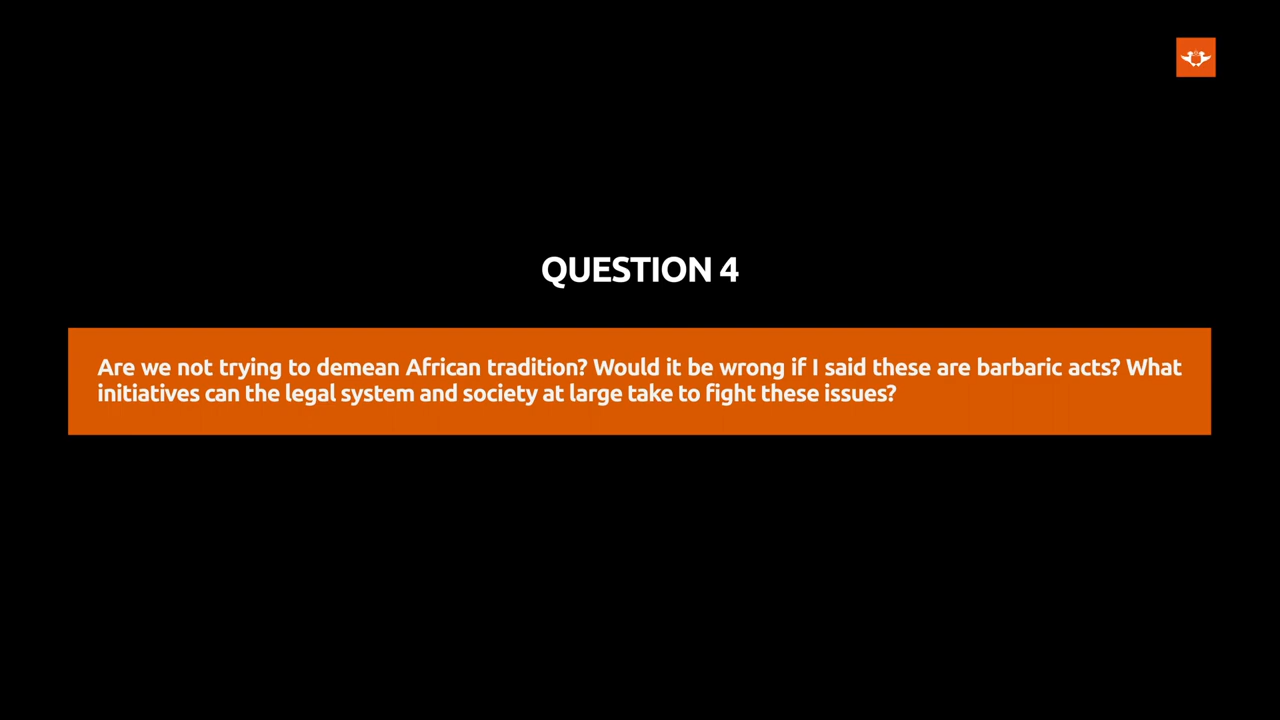 QUESTION 4
Are we not trying to demean African tradition? Would it be wrong if I said these are barbaric acts? What
initiatives can the legal system and society at large take to fight these issues?